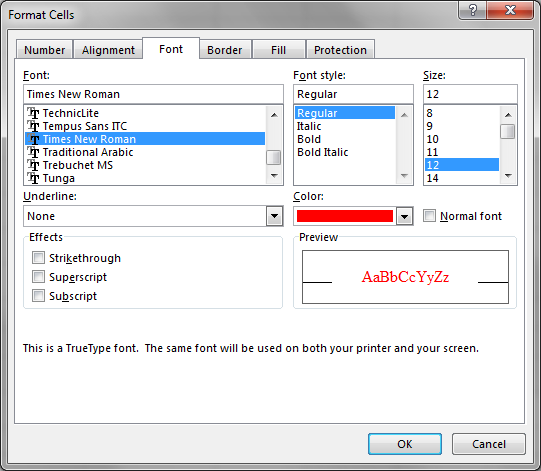 Format Cells
Number Alignment Font Border Fill Protection
Font: Font style: Size:
Times New Roman Regular 12
TechnicLite Regular 8
Tempus Sans ITC Italic 9
Times New Roman Bold 10
Traditional Arabic Bold Italic 11
Trebuchet MS 12
Tunga 14
Underline: Color:
None Normal font
Effects Preview
Strikethrough
Superscript AaBbCcYyZz
Subscript
This is a TrueType font. The same font will be used on both your printer and your screen.
OK Cancel